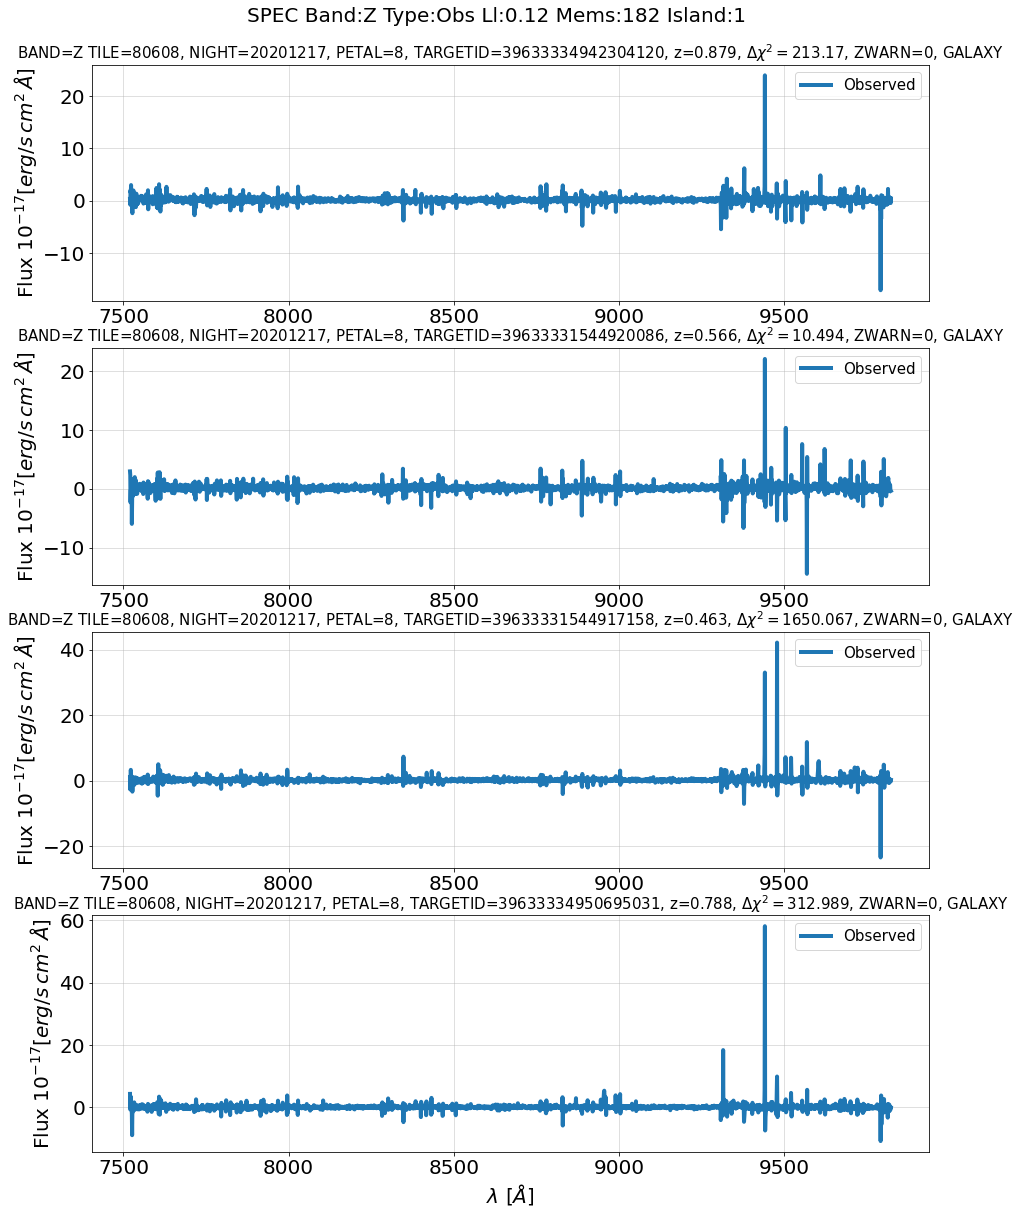 SPEC Band:Z Type:Obs Ll:0.12 Mems:182 Island:1
BAND=Z TILE=80608, NIGHT=20201217, PETAL=8, TARGETID=39633334942304120, z=0.879, Δχ² = 213.17, ZWARN=0, GALAXY
Flux 10⁻¹⁷[erg/s cm² Å]
20
10
0
−10
Observed
7500 8000 8500 9000 9500
BAND=Z TILE=80608, NIGHT=20201217, PETAL=8, TARGETID=39633331544920086, z=0.566, Δχ² = 10.494, ZWARN=0, GALAXY
Flux 10⁻¹⁷[erg/s cm² Å]
20
10
0
−10
Observed
7500 8000 8500 9000 9500
BAND=Z TILE=80608, NIGHT=20201217, PETAL=8, TARGETID=39633331544917158, z=0.463, Δχ² = 1650.067, ZWARN=0, GALAXY
Flux 10⁻¹⁷[erg/s cm² Å]
40
20
0
−20
Observed
7500 8000 8500 9000 9500
BAND=Z TILE=80608, NIGHT=20201217, PETAL=8, TARGETID=39633334950695031, z=0.788, Δχ² = 312.989, ZWARN=0, GALAXY
Flux 10⁻¹⁷[erg/s cm² Å]
60
40
20
0
Observed
7500 8000 8500 9000 9500
λ [Å]